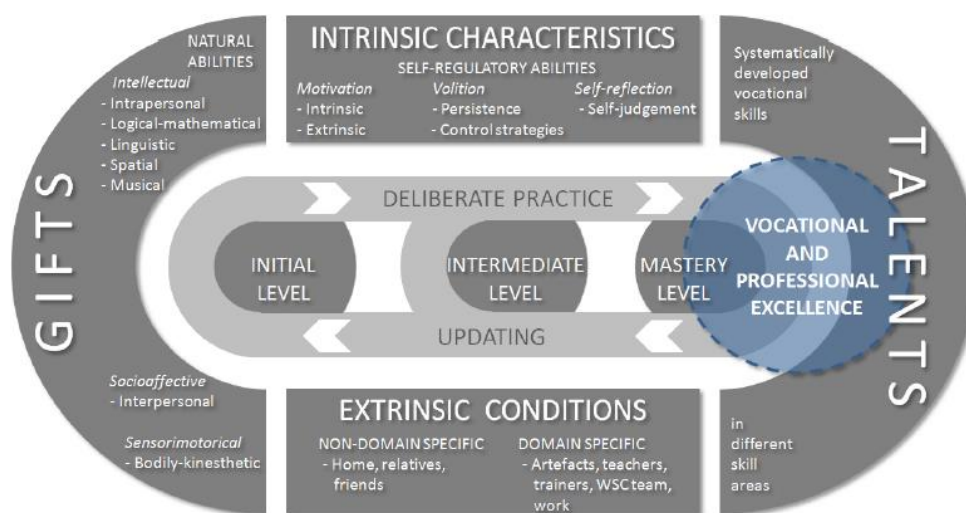 GIFTS
NATURAL
ABILITIES
Intellectual
- Intrapersonal
- Logical-mathematical
- Linguistic
- Spatial
- Musical
Socioaffective
- Interpersonal
Sensorimotorical
- Bodily-kinesthetic
INTRINSIC CHARACTERISTICS
SELF-REGULATORY ABILITIES
Motivation
- Intrinsic
- Extrinsic
Volition
- Persistence
- Control strategies
Self-reflection
- Self-judgement
DELIBERATE PRACTICE
INITIAL
LEVEL
INTERMEDIATE
LEVEL
MASTERY
LEVEL
UPDATING
VOCATIONAL
AND
PROFESSIONAL
EXCELLENCE
EXTRINSIC CONDITIONS
NON-DOMAIN SPECIFIC
- Home, relatives,
friends
DOMAIN SPECIFIC
- Artefacts, teachers,
trainers, WSC team,
work
Systematically
developed
vocational
skills
TALENTS
in
different
skill
areas